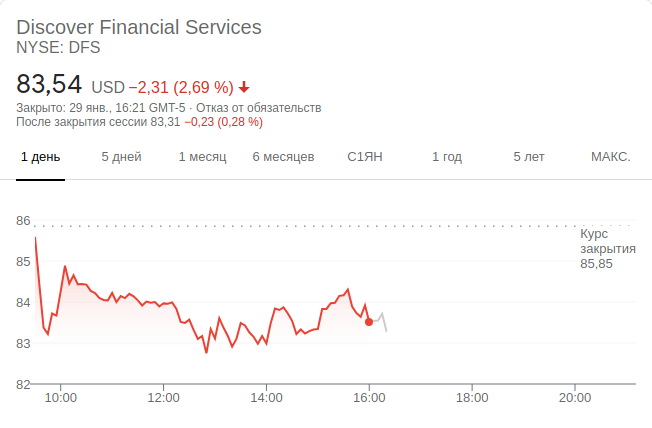 Discover Financial Services
NYSE: DFS
83,54 USD −2,31 (2,69 %)
Закрыто: 29 янв., 16:21 GMT-5 · Отказ от обязательств
После закрытия сессии 83,31 −0,23 (0,28 %)
1 день 5 дней 1 месяц 6 месяцев С1ЯН 1 год 5 лет МАКС.
86
Курс
закрытия
85,85
85
84
83
82
10:00 12:00 14:00 16:00 18:00 20:00